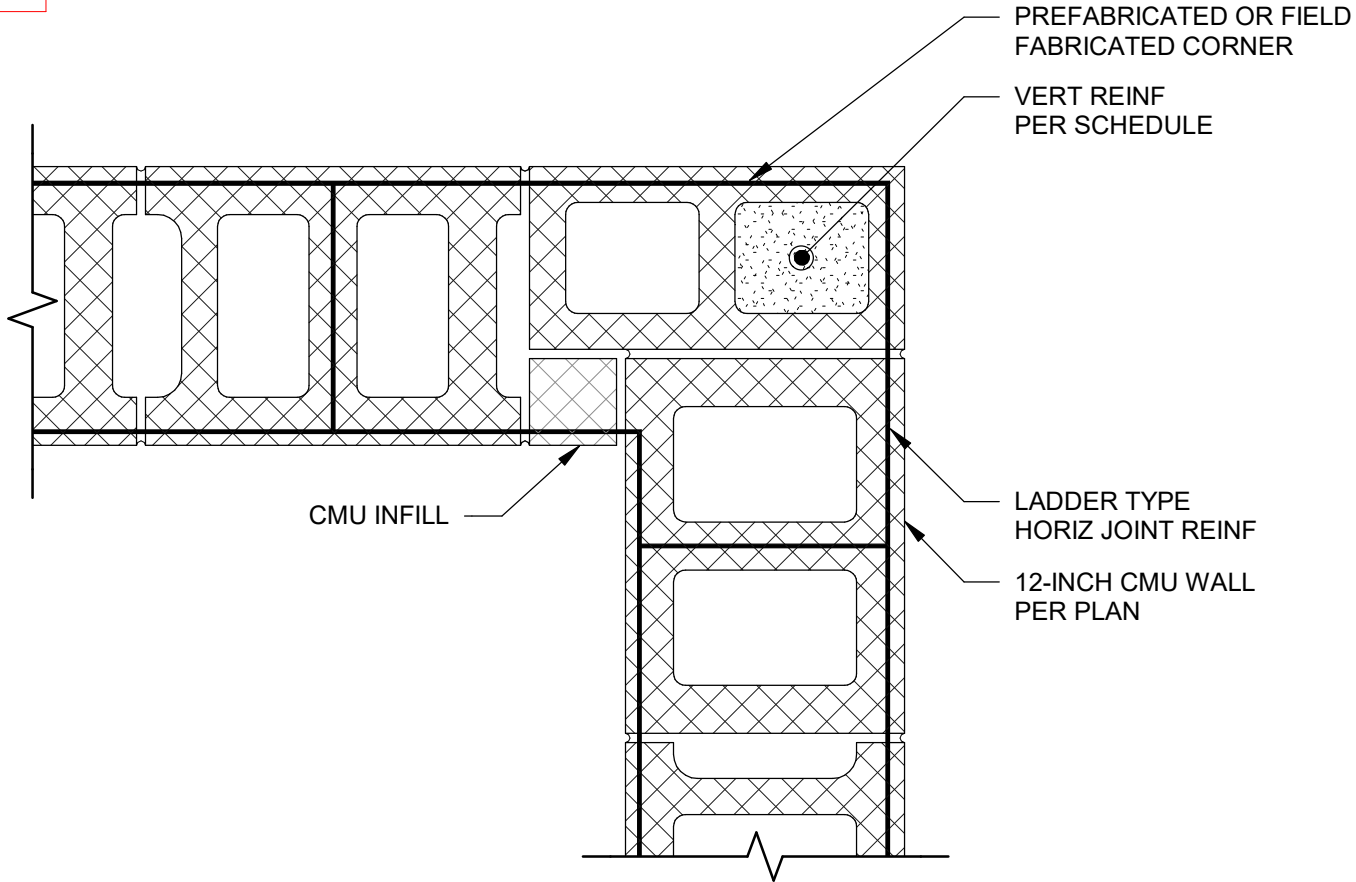 PREFABRICATED OR FIELD
FABRICATED CORNER
VERT REINF
PER SCHEDULE
CMU INFILL
LADDER TYPE
HORIZ JOINT REINF
12-INCH CMU WALL
PER PLAN